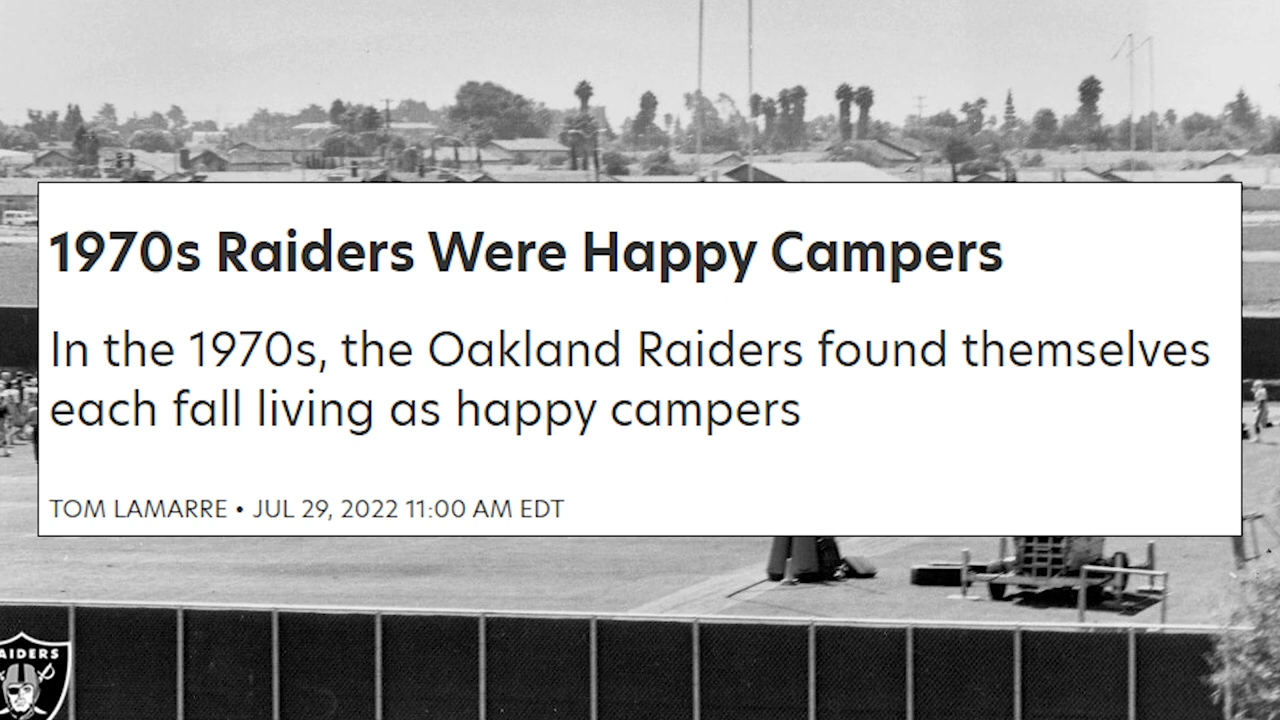 1970s Raiders Were Happy Campers
In the 1970s, the Oakland Raiders found themselves
each fall living as happy campers
TOM LAMARRE • JUL 29, 2022 11:00 AM EDT
AIDERS